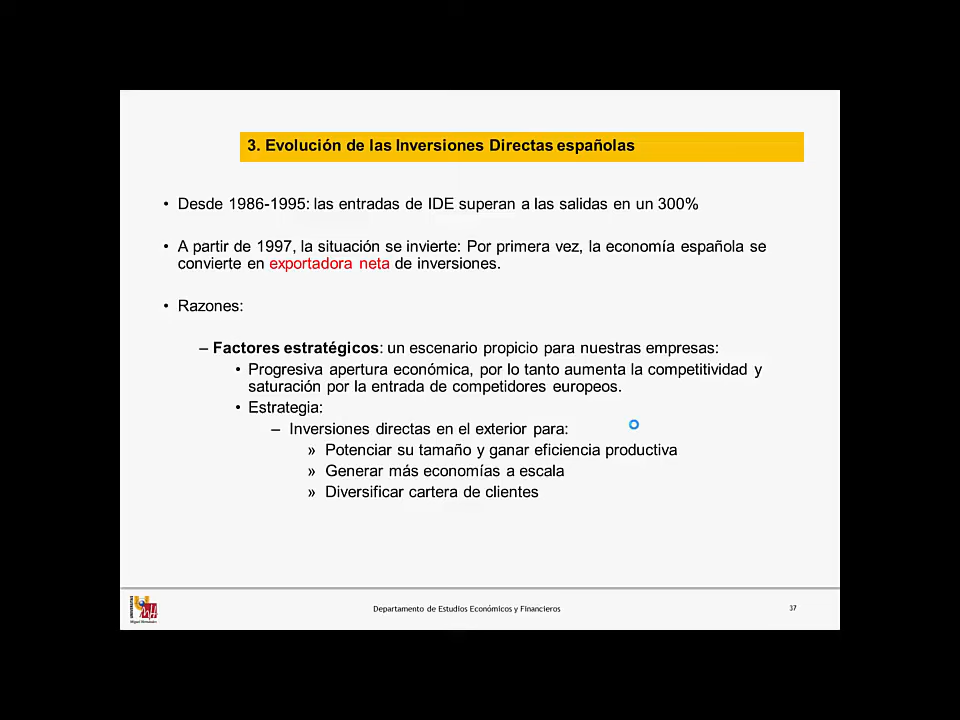 3. Evolución de las Inversiones Directas españolas
• Desde 1986-1995: las entradas de IDE superan a las salidas en un 300%
• A partir de 1997, la situación se invierte: Por primera vez, la economía española se
convierte en exportadora neta de inversiones.
• Razones:
– Factores estratégicos: un escenario propicio para nuestras empresas:
• Progresiva apertura económica, por lo tanto aumenta la competitividad y
saturación por la entrada de competidores europeos.
• Estrategia:
– Inversiones directas en el exterior para:
» Potenciar su tamaño y ganar eficiencia productiva
» Generar más economías a escala
» Diversificar cartera de clientes
UNIVERSITAS
Miguel Hernández
Departamento de Estudios Económicos y Financieros
37